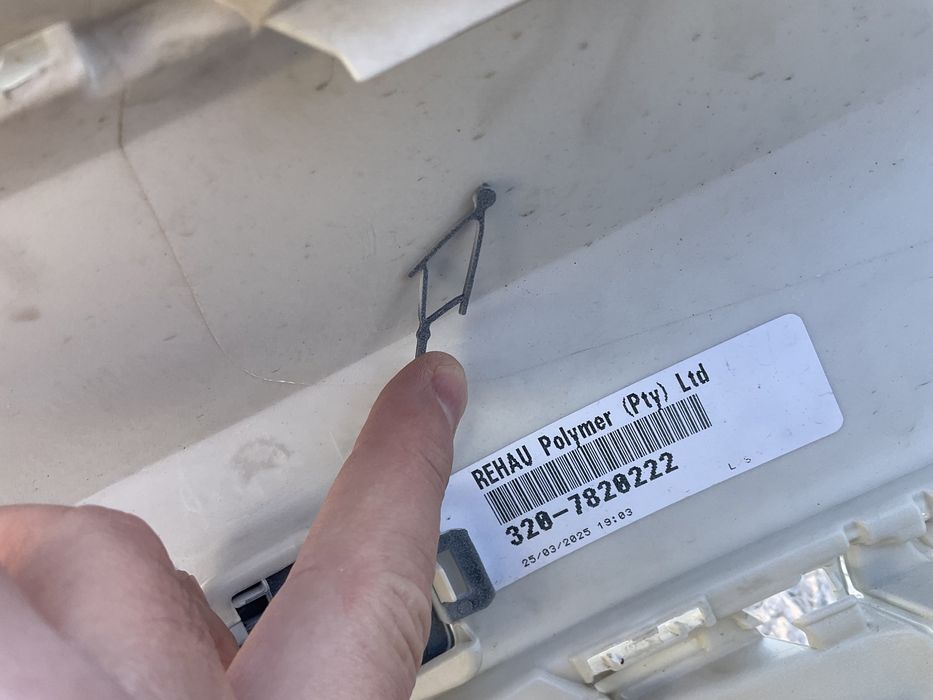 REHAU Polymer (Pty) Ltd
320-7820222
25/03/2025 19:03
L S